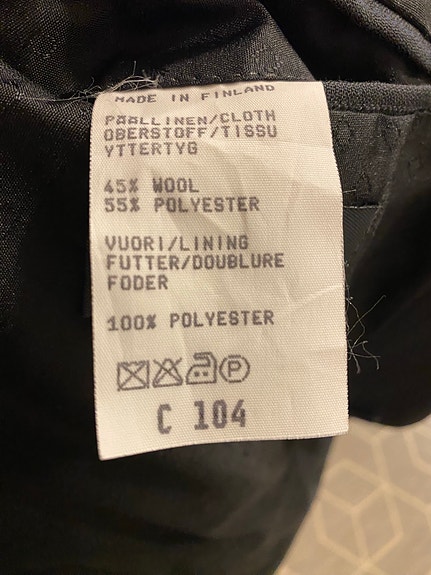 MADE IN FINLAND
PÄÄLLINEN/CLOTH
OBERSTOFF/TISSU
YTTERTYG
45% WOOL
55% POLYESTER
VUORI/LINING
FUTTER/DOUBLURE
FODER
100% POLYESTER
P
C 104